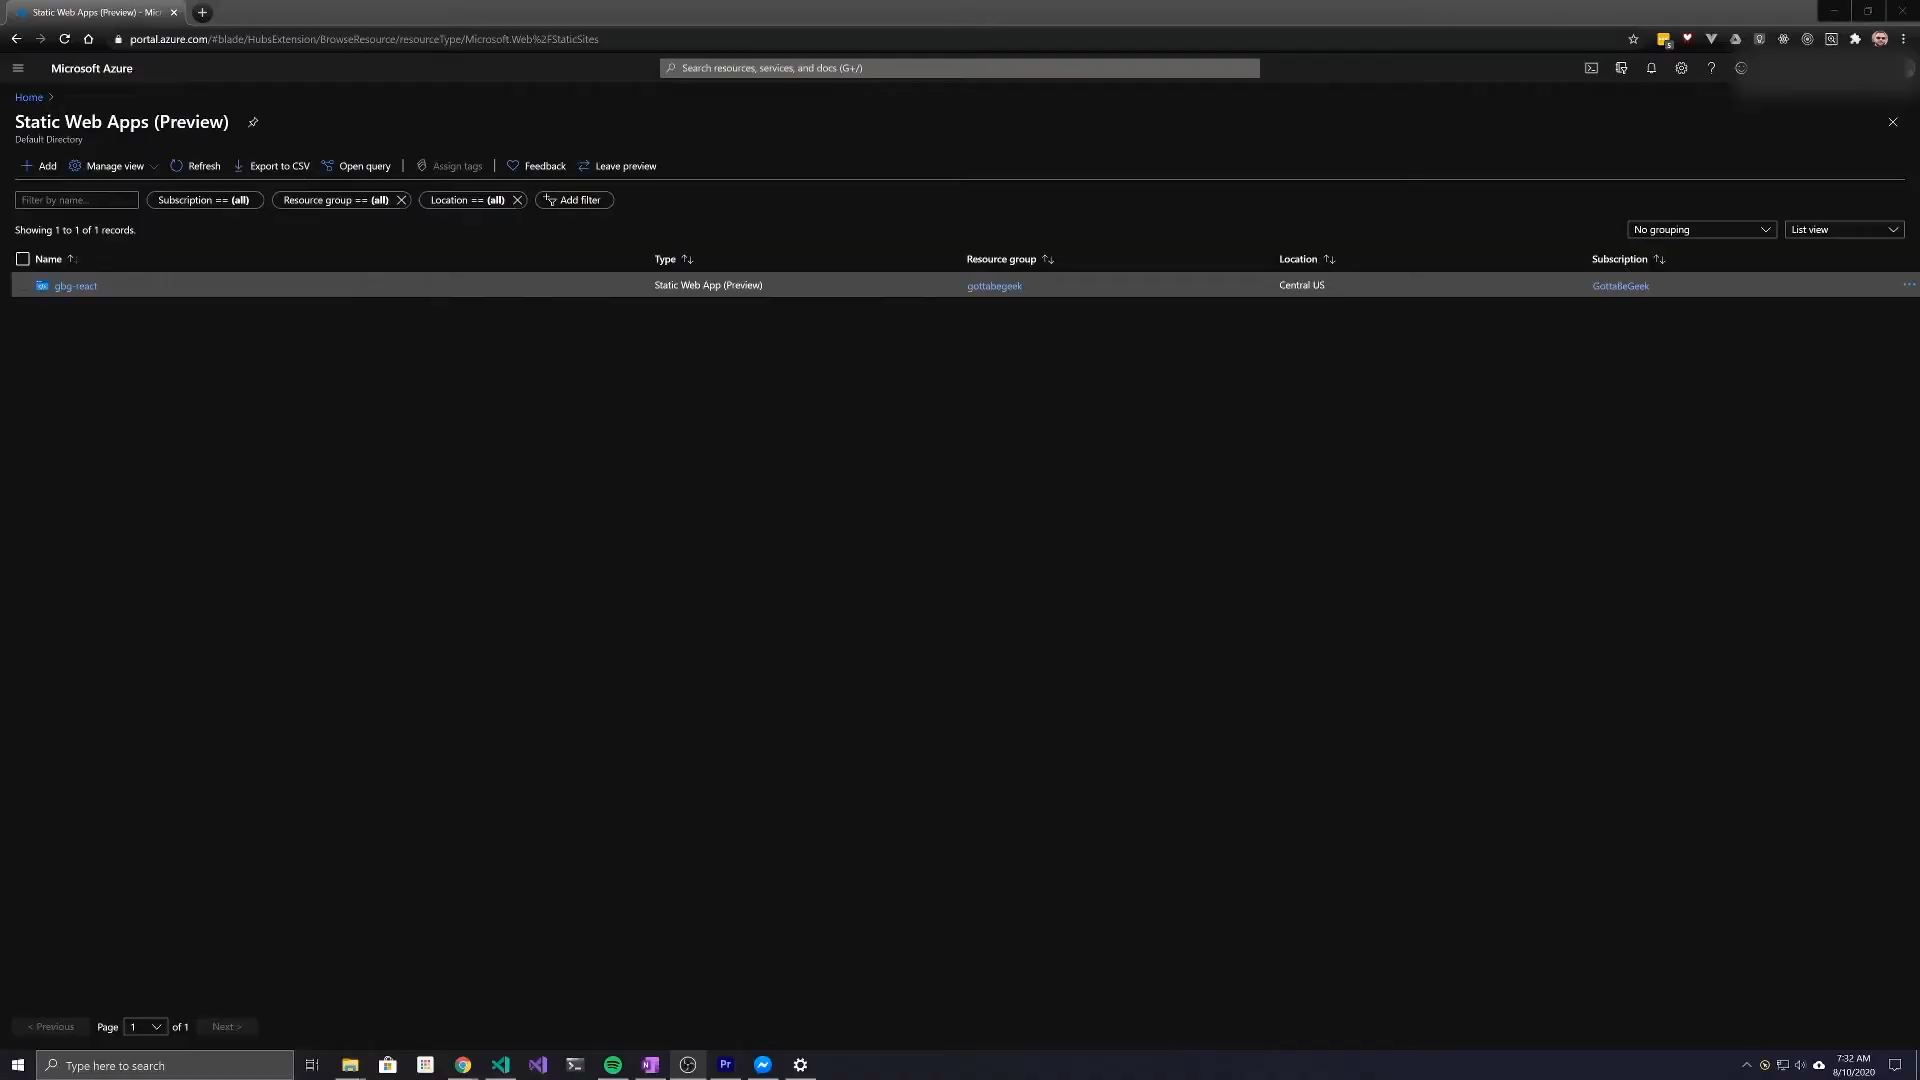 Static Web Apps (Preview) - Micr
portal.azure.com/#blade/HubsExtension/BrowseResource/resourceType/Microsoft.Web%2FStaticSites
5
Microsoft Azure
Search resources, services, and docs (G+/)
Home >
Static Web Apps (Preview)
Default Directory
Add Manage view Refresh Export to CSV Open query | Assign tags | Feedback Leave preview
Filter by name... Subscription == (all) Resource group == (all) Location == (all) Add filter
Showing 1 to 1 of 1 records. No grouping List view
Name Type Resource group Location Subscription
gbg-react Static Web App (Preview) gottabegeek Central US GottaBeGeek
< Previous Page 1 of 1 Next >
Type here to search
Pr
7:32 AM
8/10/2020